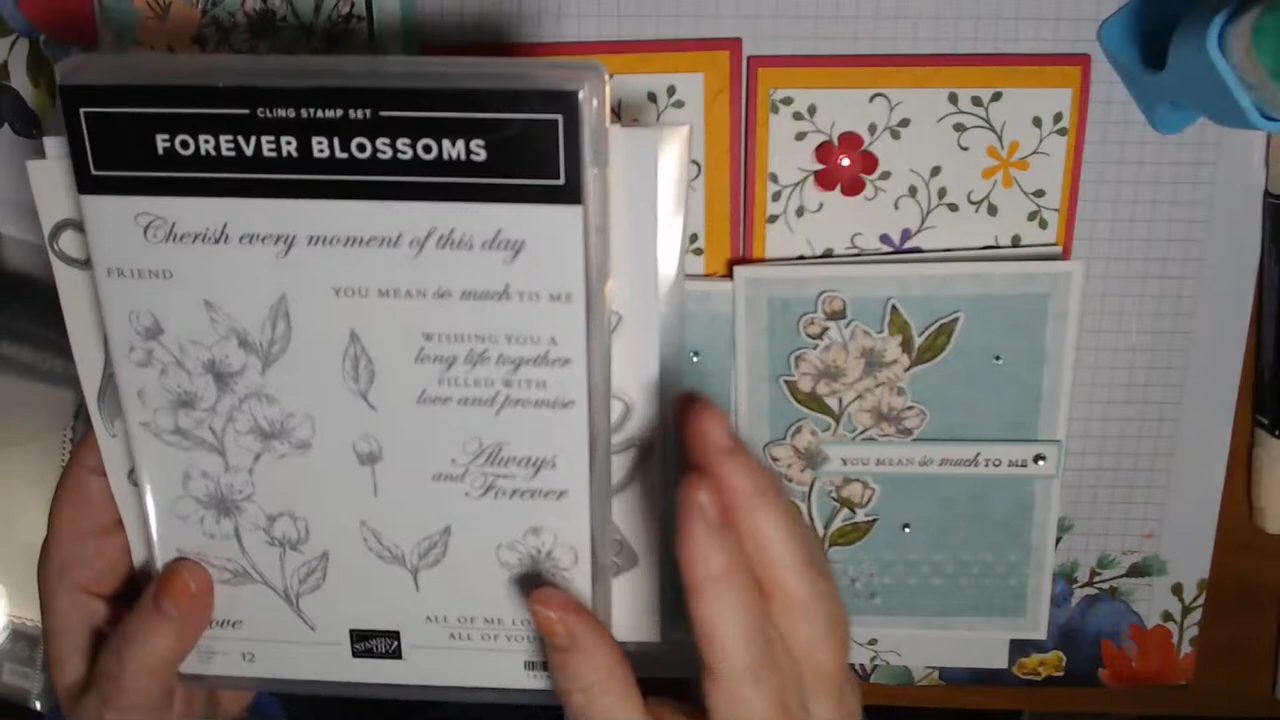 CLING STAMP SET
FOREVER BLOSSOMS
Cherish every moment of this day
FRIEND
YOU MEAN so much TO ME
WISHING YOU A
long life together
FILLED WITH
love and promise
Always
and Forever
ALL OF ME
ALL OF
STAMPIN' UP!
12
YOU MEAN so much TO ME